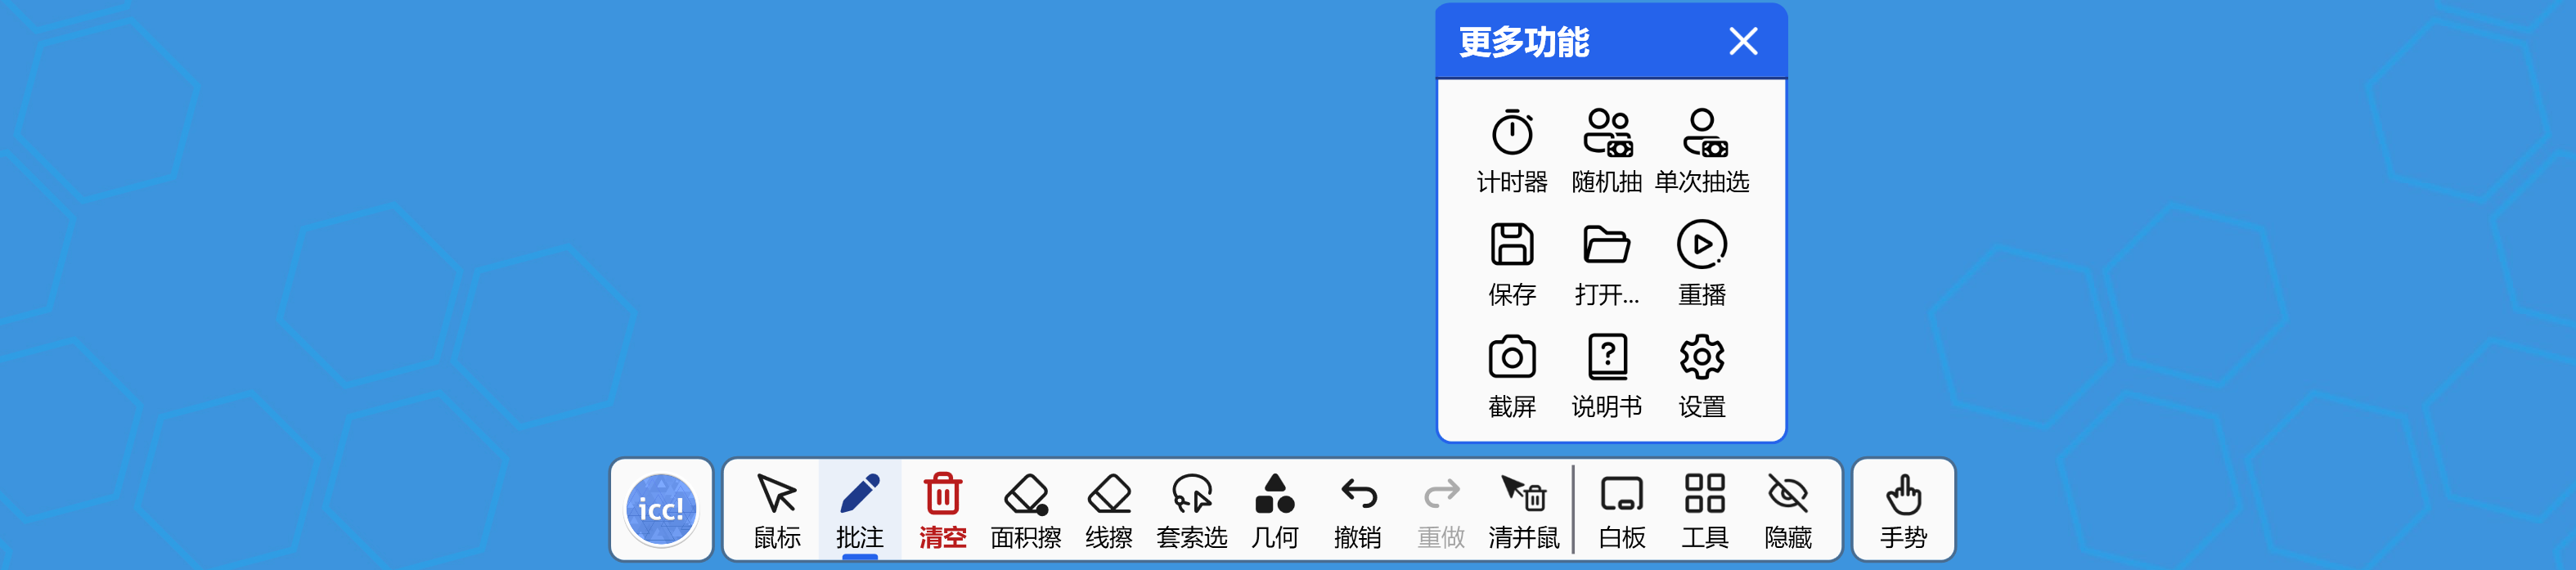 更多功能
计时器 随机抽 单次抽选
保存 打开... 重播
截屏 说明书 设置
icc! 鼠标 批注 清空 面积擦 线擦 套索选 几何 撤销 重做 清并鼠 白板 工具 隐藏 手势